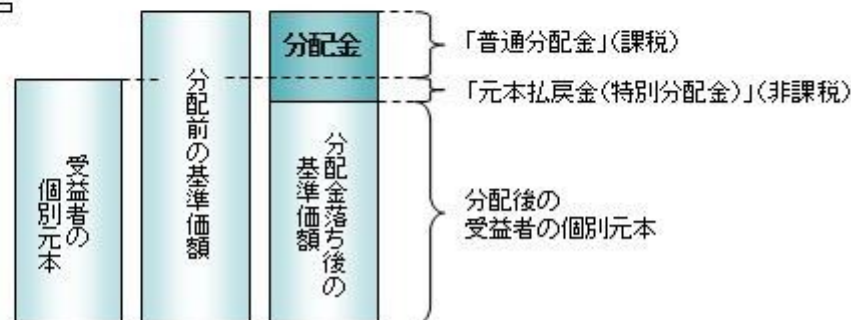 受益者の
個別元本
分配前の基準価額
分配金
分配金落ち後の
基準価額
「普通分配金」(課税)
「元本払戻金(特別分配金)」(非課税)
分配後の
受益者の個別元本